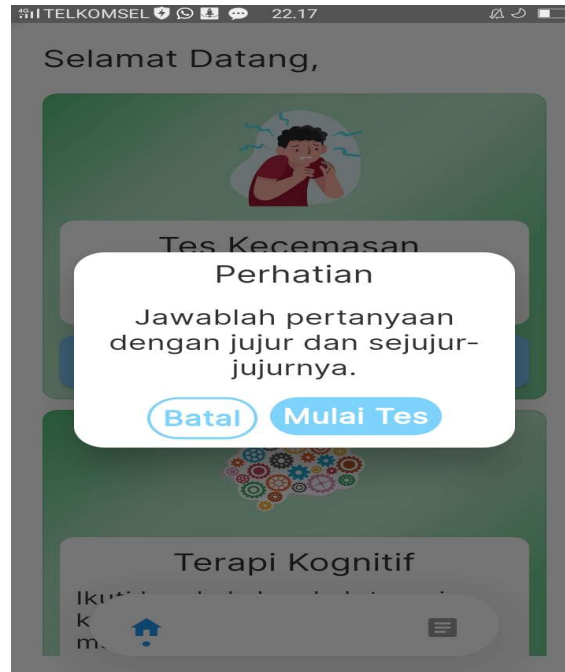 4G TELKOMSEL 22.17
Selamat Datang,
Tes Kecemasan
Perhatian
Jawablah pertanyaan
dengan jujur dan sejujur-
jujurnya.
Batal Mulai Tes
Terapi Kognitif